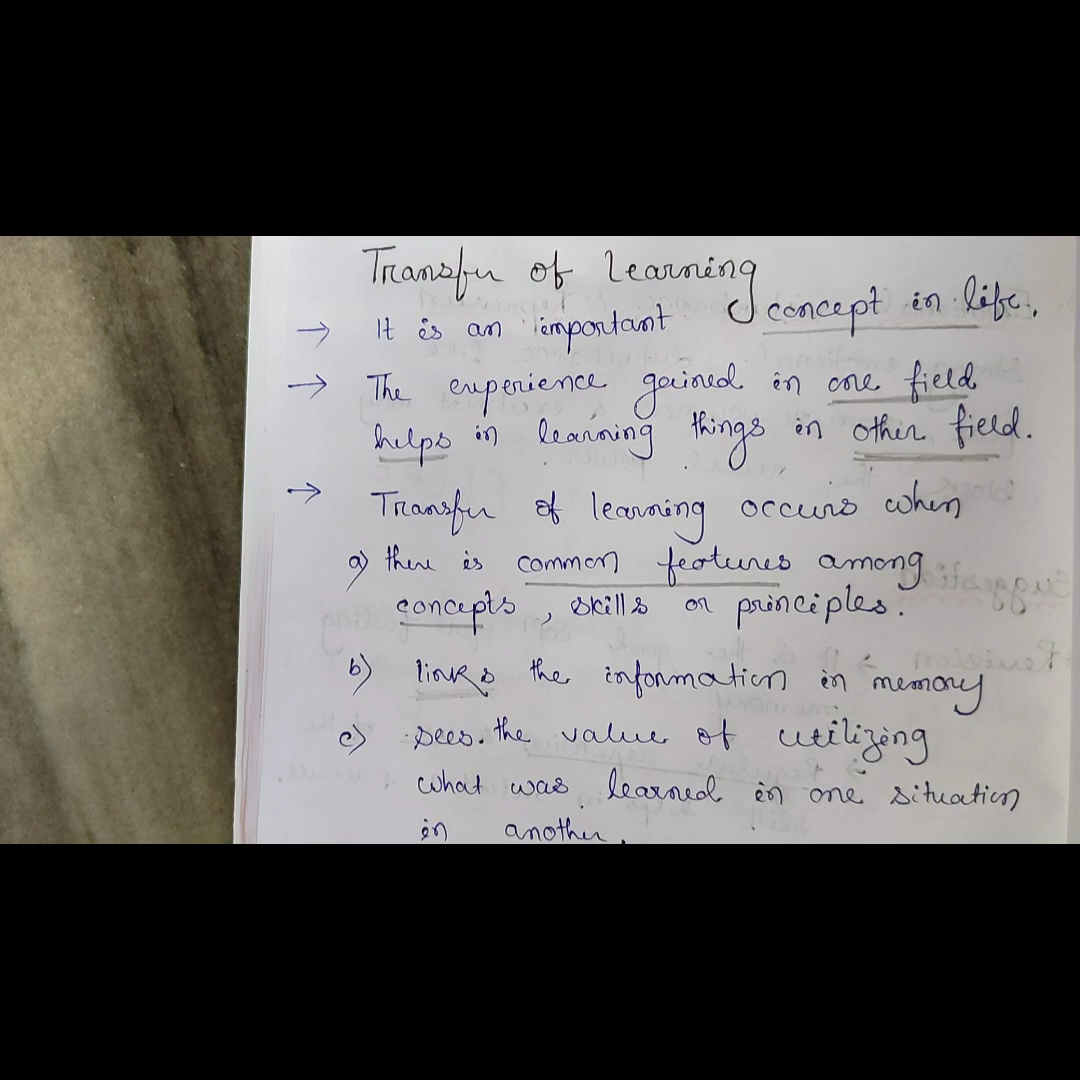 Transfer of learning
→ It is an important concept in life.
→ The experience gained in one field
helps in learning things in other field.
→ Transfer of learning occurs when
a) there is common features among
concepts, skills or principles.
b) links the information in memory
c) sees the value of utilizing
what was learned in one situation
in another.